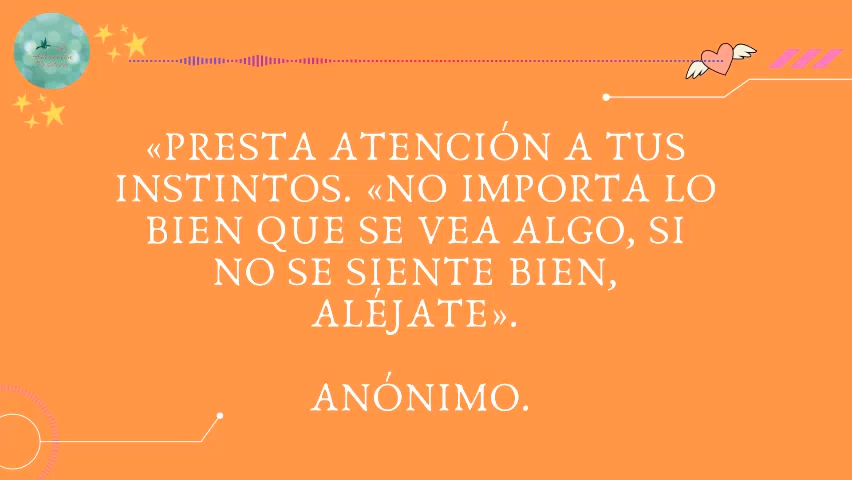 «PRESTA ATENCIÓN A TUS
INSTINTOS. «NO IMPORTA LO
BIEN QUE SE VEA ALGO, SI
NO SE SIENTE BIEN,
ALÉJATE».
ANÓNIMO.